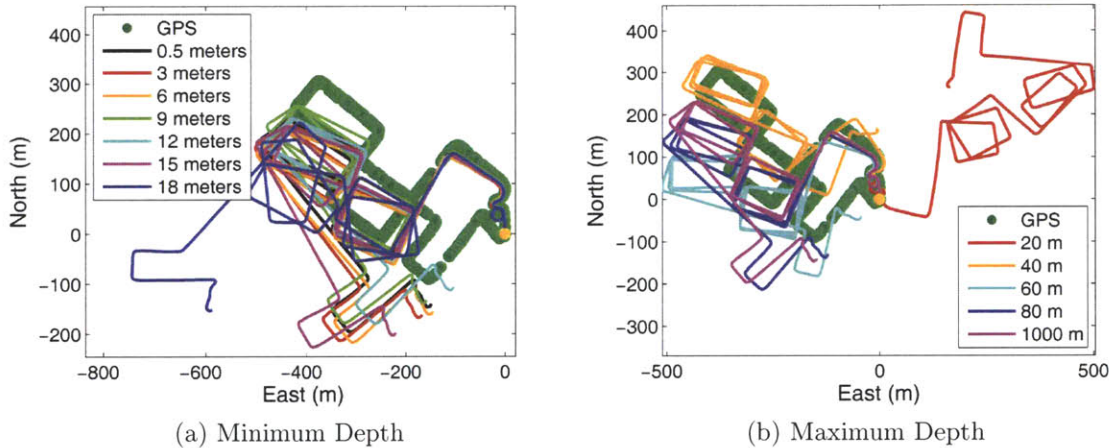 400
300
200
100
0
−100
−200
North (m)
GPS
0.5 meters
3 meters
6 meters
9 meters
12 meters
15 meters
18 meters
−800
−600
−400
−200
0
East (m)
(a) Minimum Depth
400
300
200
100
0
−100
−200
−300
North (m)
GPS
20 m
40 m
60 m
80 m
1000 m
−500
0
500
East (m)
(b) Maximum Depth